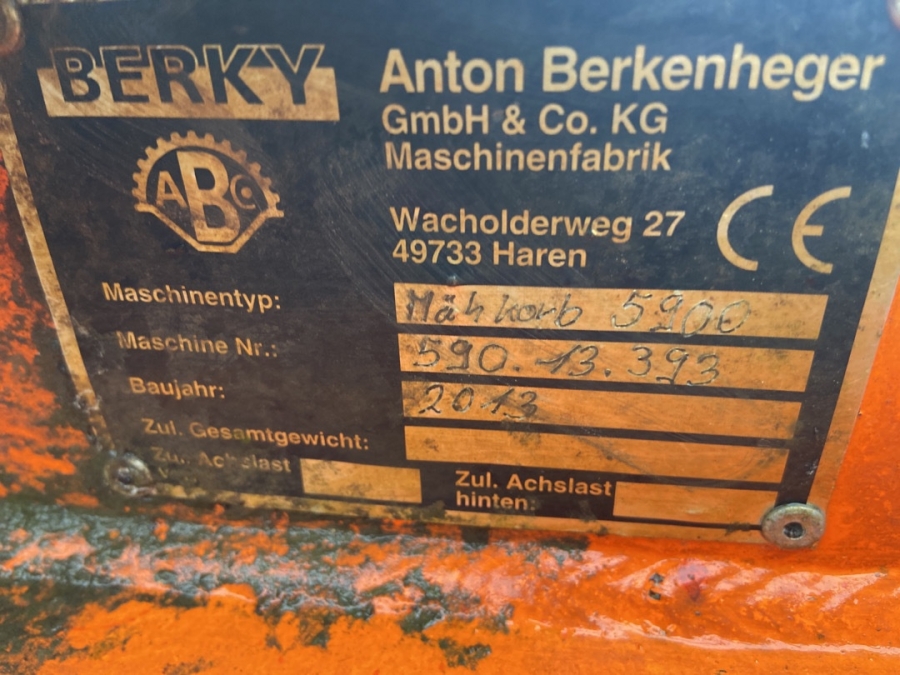 BERKY
Anton Berkenheger
GmbH & Co. KG
Maschinenfabrik
ABC
Wacholderweg 27
49733 Haren
CE
Maschinentyp: Mähkorb 5900
Maschine Nr.: 590.13.393
Baujahr: 2013
Zul. Gesamtgewicht:
Zul. Achslast
Zul. Achslast
hinten: